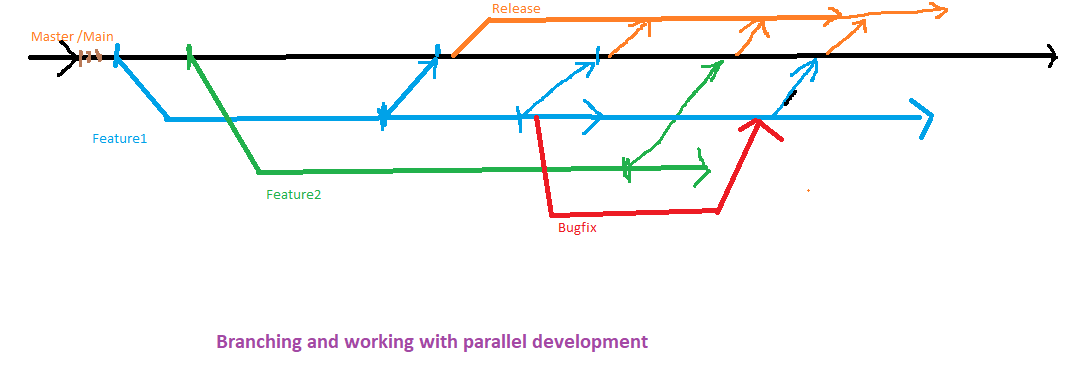 Release
Master /Main
Feature1
Feature2
Bugfix
Branching and working with parallel development